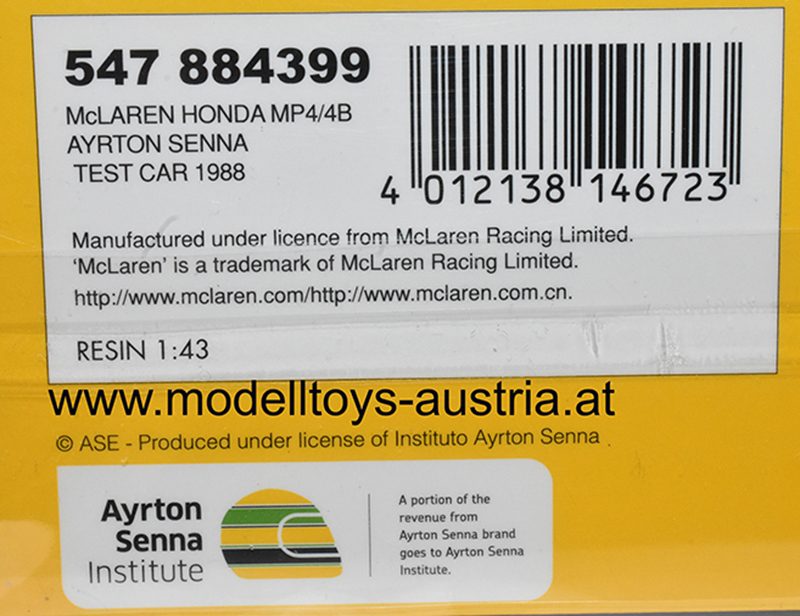 547 884399
McLAREN HONDA MP4/4B
AYRTON SENNA
TEST CAR 1988
4 012138 146723
Manufactured under licence from McLaren Racing Limited.
'McLaren' is a trademark of McLaren Racing Limited.
http://www.mclaren.com/http://www.mclaren.com.cn.
RESIN 1:43
www.modelltoys-austria.at
© ASE - Produced under license of Instituto Ayrton Senna .
Ayrton
Senna
Institute
A portion of the
revenue from
Ayrton Senna brand
goes to Ayrton Senna
Institute.